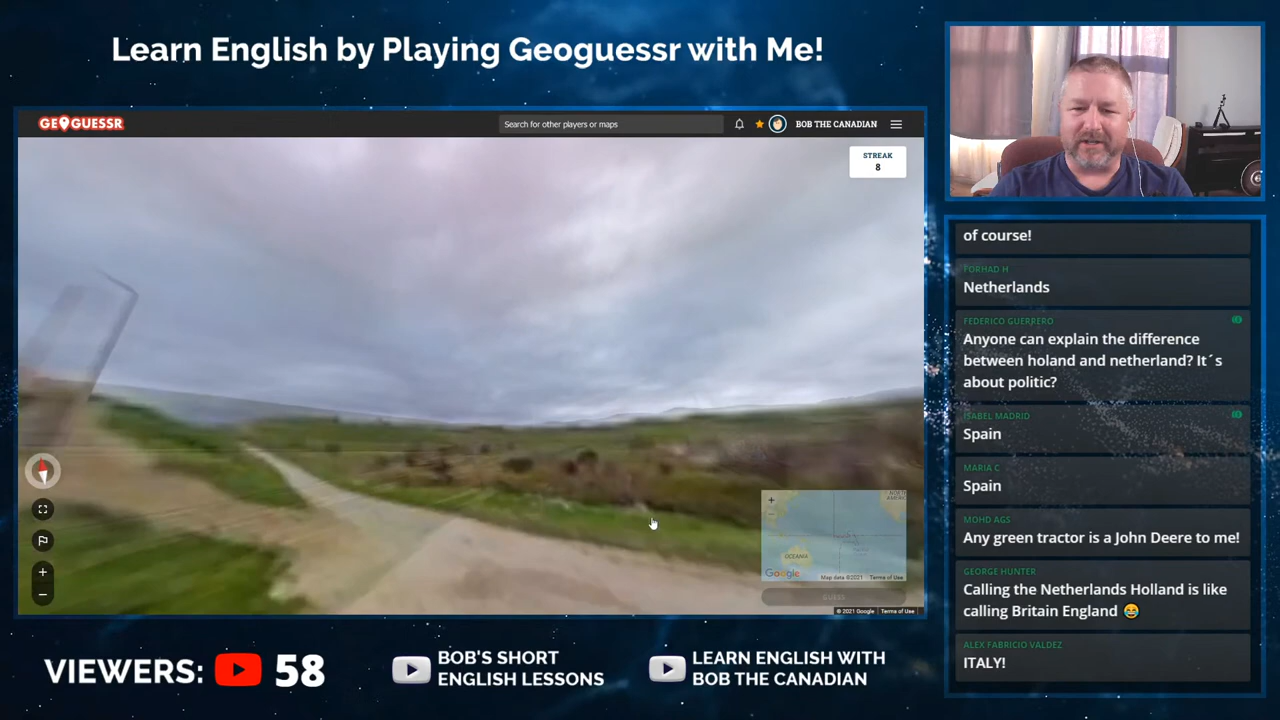 Learn English by Playing Geoguessr with Me!
GEOGUESSR
Search for other players or maps
BOB THE CANADIAN
STREAK
8
OCEANIA
Google
Map data ©2021
Terms of Use
GUESS
© 2021 Google
Terms of Use
of course!
FORHAD H
Netherlands
FEDERICO GUERRERO
Anyone can explain the difference
between holand and netherland? It´s
about politic?
ISABEL MADRID
Spain
MARIA C
Spain
MOHD AGS
Any green tractor is a John Deere to me!
GEORGE HUNTER
Calling the Netherlands Holland is like
calling Britain England 😂
ALEX FABRICIO VALDEZ
ITALY!
VIEWERS: 58
BOB'S SHORT
ENGLISH LESSONS
LEARN ENGLISH WITH
BOB THE CANADIAN